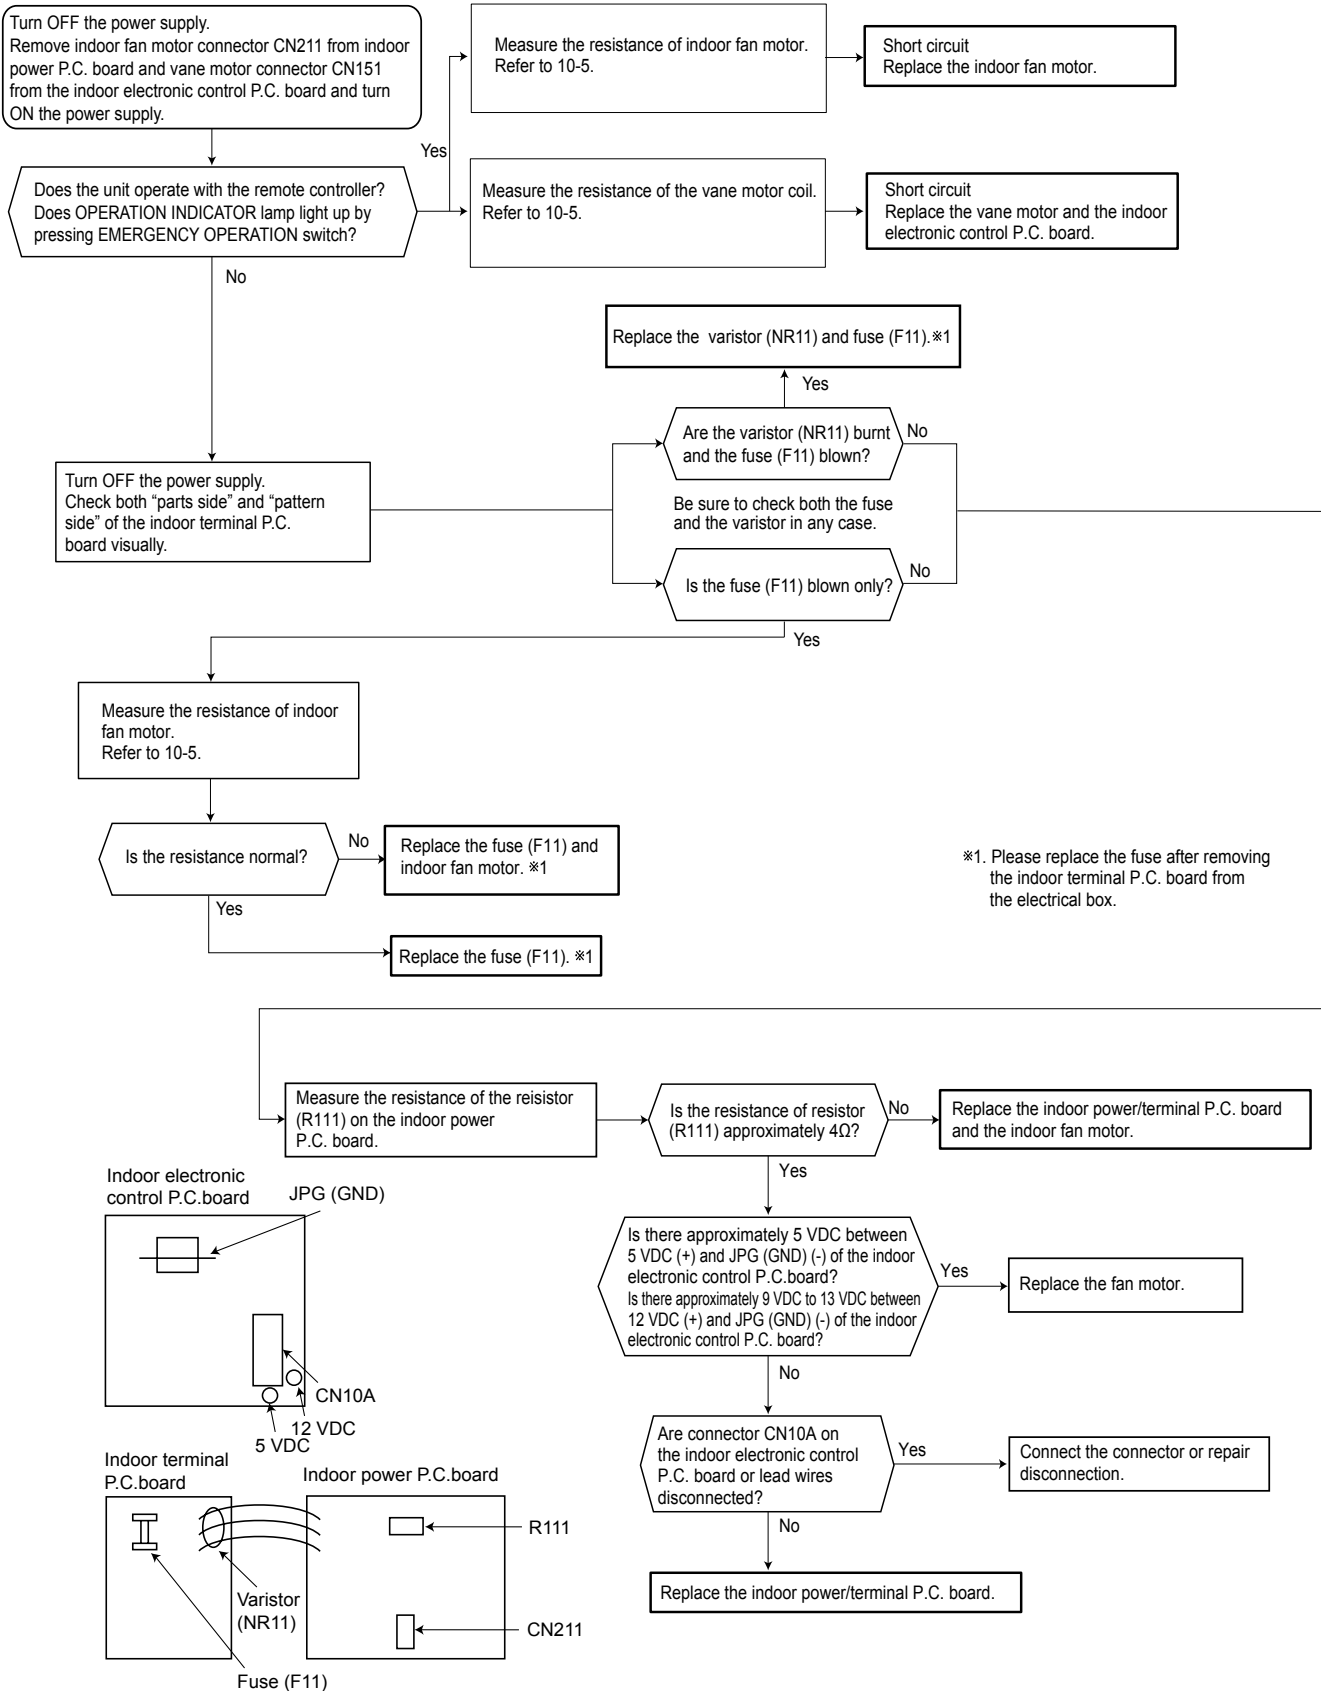 Turn OFF the power supply.
Remove indoor fan motor connector CN211 from indoor
power P.C. board and vane motor connector CN151
from the indoor electronic control P.C. board and turn
ON the power supply.
Measure the resistance of indoor fan motor.
Refer to 10-5.
Short circuit
Replace the indoor fan motor.
Yes
Does the unit operate with the remote controller?
Does OPERATION INDICATOR lamp light up by
pressing EMERGENCY OPERATION switch?
Measure the resistance of the vane motor coil.
Refer to 10-5.
Short circuit
Replace the vane motor and the indoor
electronic control P.C. board.
No
Replace the  varistor (NR11) and fuse (F11).※1
Yes
Are the varistor (NR11) burnt
and the fuse (F11) blown?
No
Turn OFF the power supply.
Check both “parts side” and “pattern
side” of the indoor terminal P.C.
board visually.
Be sure to check both the fuse
and the varistor in any case.
Is the fuse (F11) blown only?
No
Yes
Measure the resistance of indoor
fan motor.
Refer to 10-5.
Is the resistance normal?
No
Replace the fuse (F11) and
indoor fan motor. ※1
Yes
Replace the fuse (F11). ※1
※1. Please replace the fuse after removing
the indoor terminal P.C. board from
the electrical box.
Measure the resistance of the reisistor
(R111) on the indoor power
P.C. board.
Is the resistance of resistor
(R111) approximately 4Ω?
No
Replace the indoor power/terminal P.C. board
and the indoor fan motor.
Yes
Is there approximately 5 VDC between
5 VDC (+) and JPG (GND) (-) of the indoor
electronic control P.C.board?
Is there approximately 9 VDC to 13 VDC between
12 VDC (+) and JPG (GND) (-) of the indoor
electronic control P.C. board?
Yes
Replace the fan motor.
No
Are connector CN10A on
the indoor electronic control
P.C. board or lead wires
disconnected?
Yes
Connect the connector or repair
disconnection.
No
Replace the indoor power/terminal P.C. board.
Indoor electronic
control P.C.board
JPG (GND)
CN10A
12 VDC
5 VDC
Indoor terminal
P.C.board
Indoor power P.C.board
R111
Varistor
(NR11)
CN211
Fuse (F11)